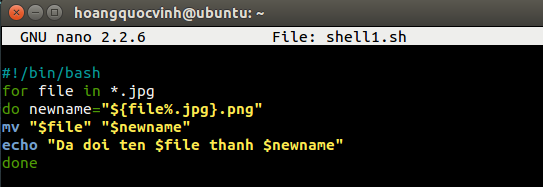 hoangquocvinh@ubuntu: ~
GNU nano 2.2.6 File: shell1.sh
#!/bin/bash
for file in *.jpg
do newname="${file%.jpg}.png"
mv "$file" "$newname"
echo "Da doi ten $file thanh $newname"
done